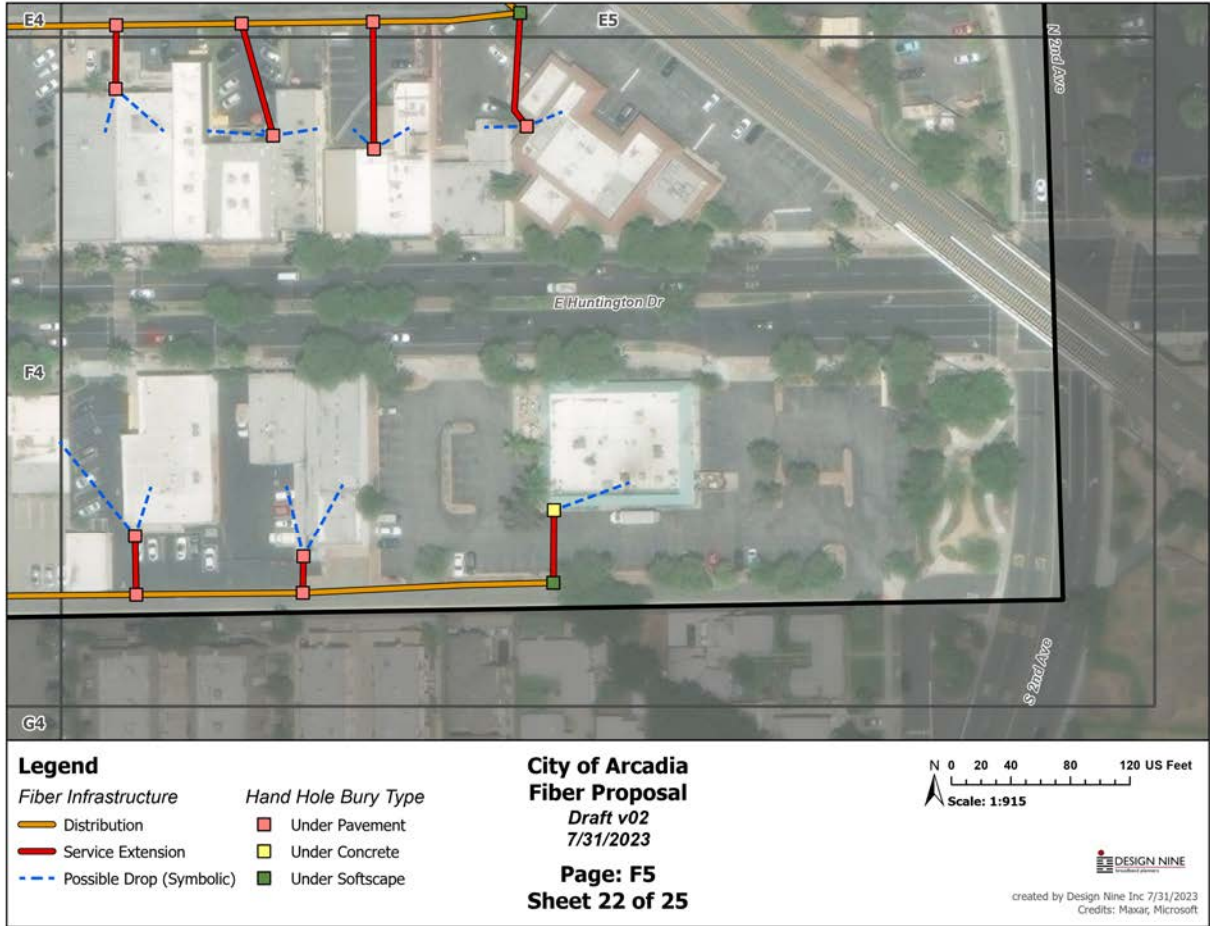 E4
E5
N 2nd Ave
E Huntington Dr
F4
S 2nd Ave
G4
Legend
Fiber Infrastructure
Distribution
Service Extension
Possible Drop (Symbolic)
Hand Hole Bury Type
Under Pavement
Under Concrete
Under Softscape
City of Arcadia
Fiber Proposal
Draft v02
7/31/2023
Page: F5
Sheet 22 of 25
N 0 20 40 80 120 US Feet
Scale: 1:915
DESIGN NINE
broadband planners
created by Design Nine Inc 7/31/2023
Credits: Maxar, Microsoft